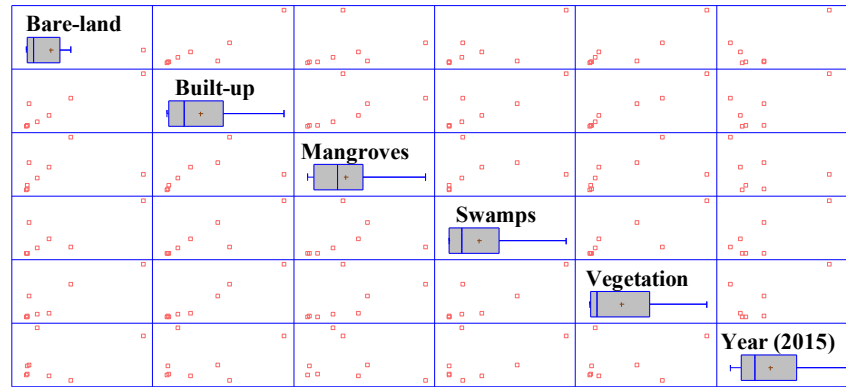 Bare-land
Built-up
Mangroves
Swamps
Vegetation
Year (2015)